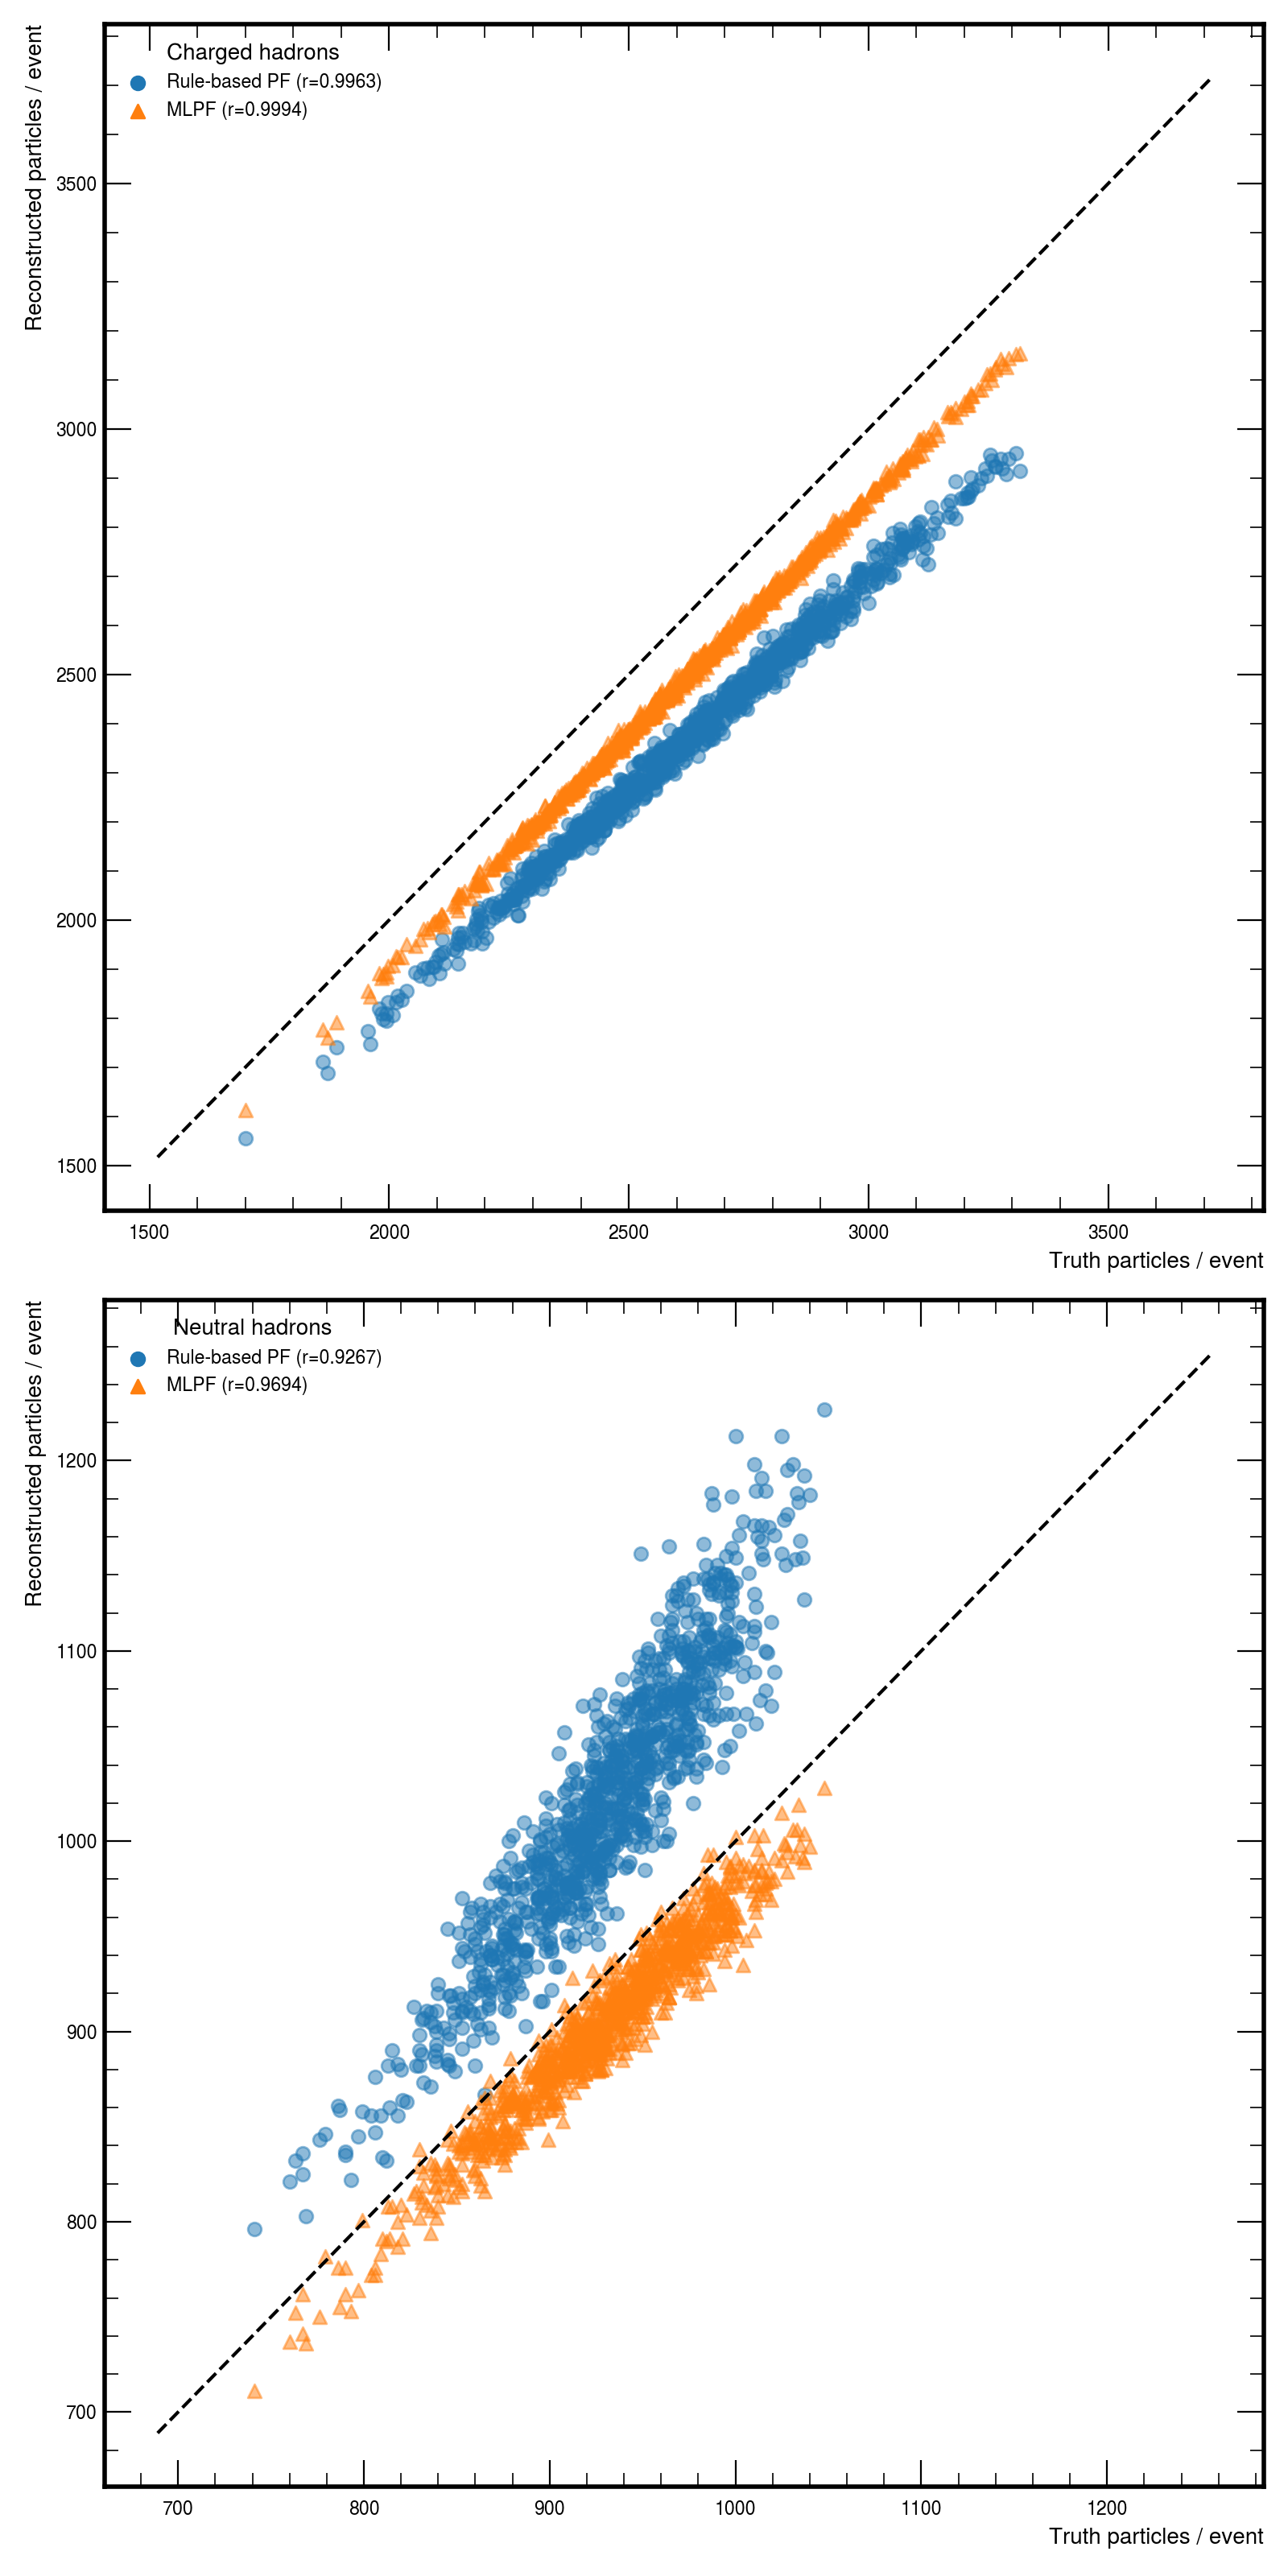 Reconstructed particles / event
Charged hadrons
Rule-based PF (r=0.9963)
MLPF (r=0.9994)
3500
3000
2500
2000
1500
1500 2000 2500 3000 3500
Truth particles / event
Reconstructed particles / event
Neutral hadrons
Rule-based PF (r=0.9267)
MLPF (r=0.9694)
1200
1100
1000
900
800
700
700 800 900 1000 1100 1200
Truth particles / event